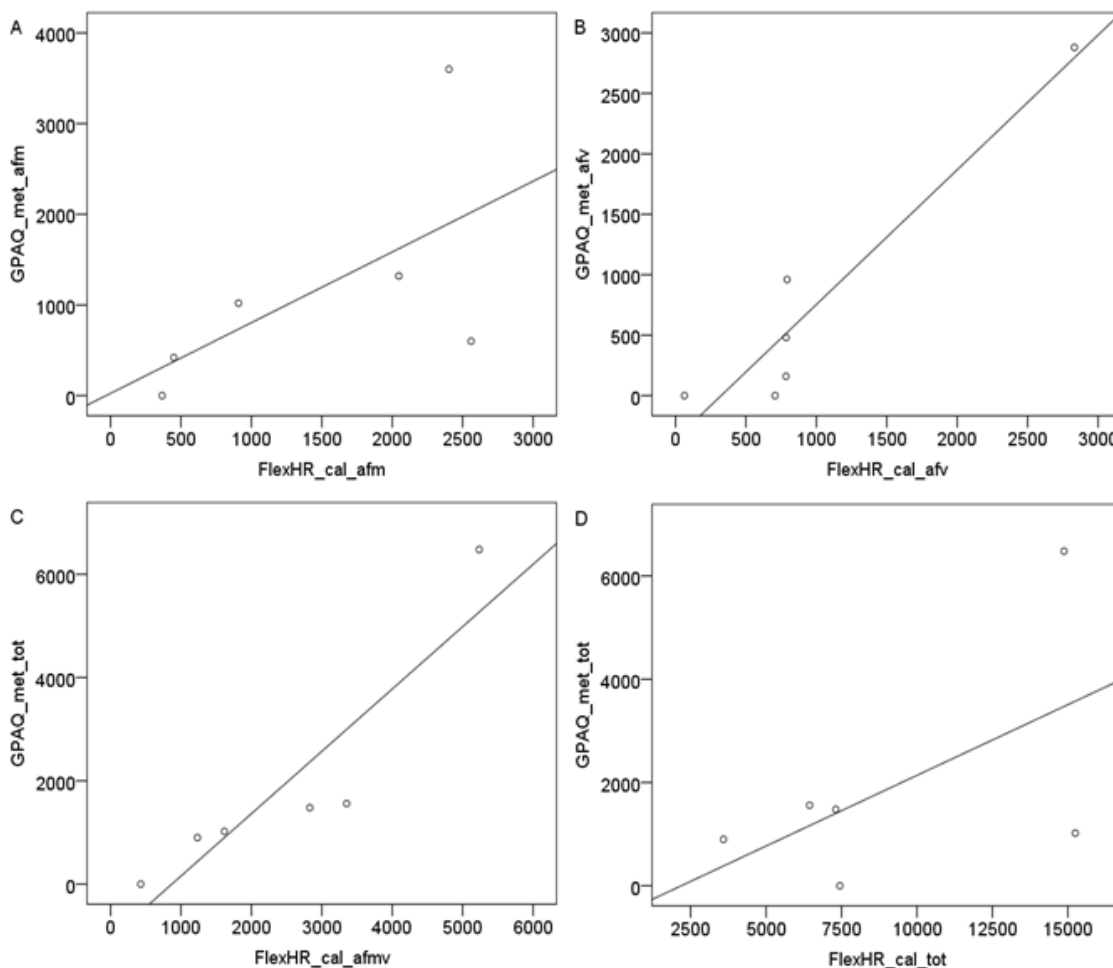 A
4000
3000
2000
1000
0
GPAQ_met_afm
0 500 1000 1500 2000 2500 3000
FlexHR_cal_afm
B
3000
2500
2000
1500
1000
500
0
GPAQ_met_afv
0 500 1000 1500 2000 2500 3000
FlexHR_cal_afv
C
6000
4000
2000
0
GPAQ_met_tot
0 1000 2000 3000 4000 5000 6000
FlexHR_cal_afmv
D
6000
4000
2000
0
GPAQ_met_tot
2500 5000 7500 10000 12500 15000
FlexHR_cal_tot